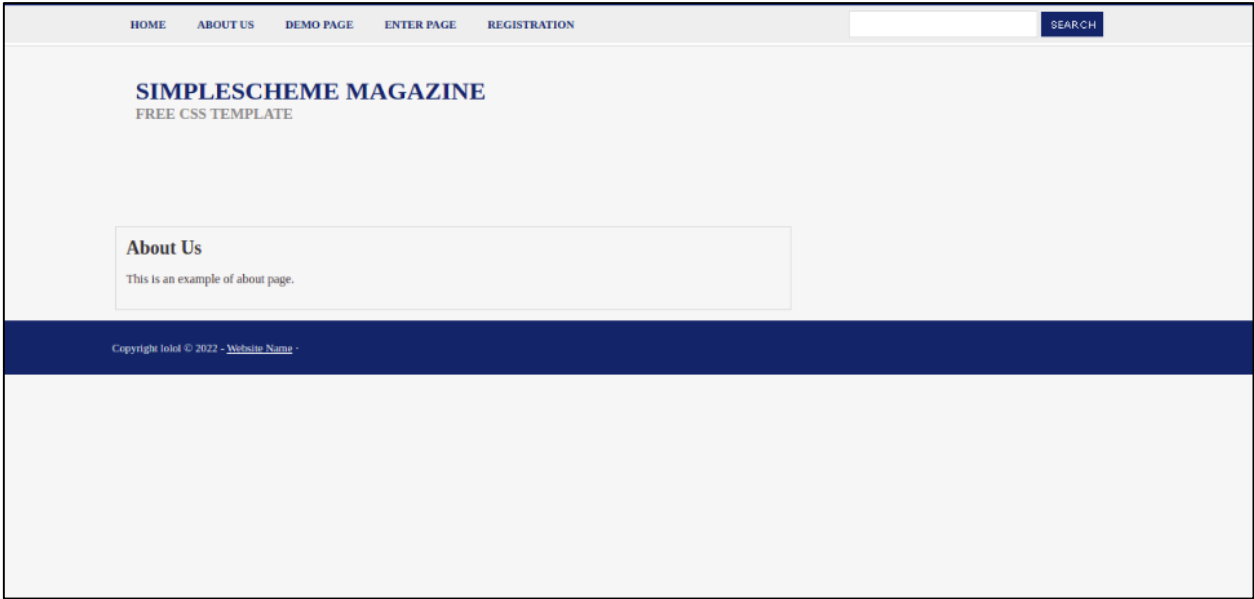 HOME ABOUT US DEMO PAGE ENTER PAGE REGISTRATION SEARCH
SIMPLESCHEME MAGAZINE
FREE CSS TEMPLATE
About Us
This is an example of about page.
Copyright lolol © 2022 - Website Name -